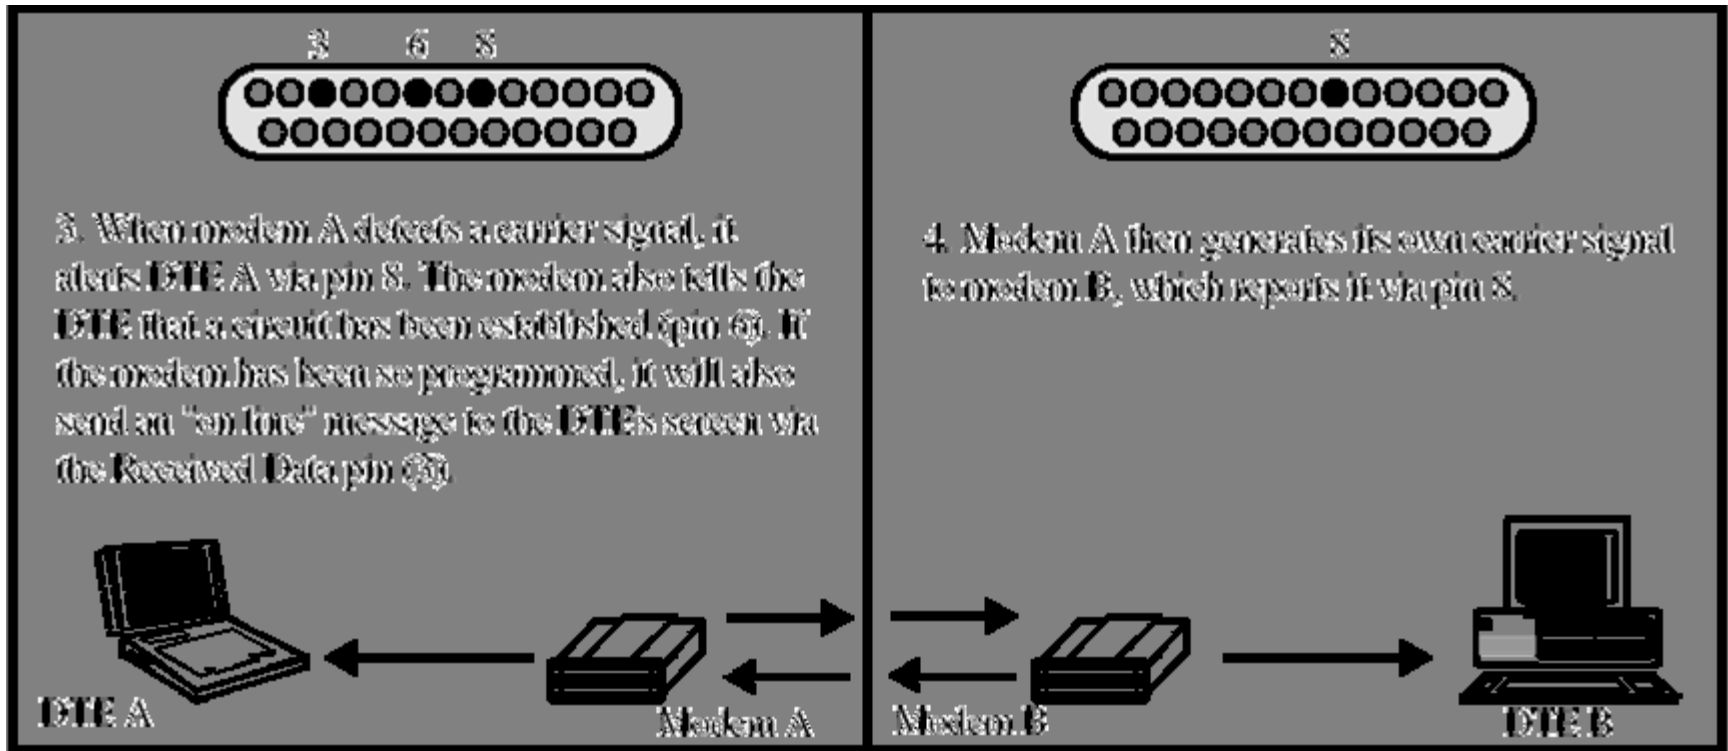 3 6 8
3. When modem A detects a carrier signal, it
alerts DTE A via pin 8. The modem also tells the
DTE that a circuit has been established (pin 6). If
the modem has been so programmed, it will also
send an "on line" message to the DTE's screen via
the Received Data pin (3).
DTE A
Modem A
8
4. Modem A then generates its own carrier signal
to modem B, which reports it via pin 8.
Modem B
DTE B